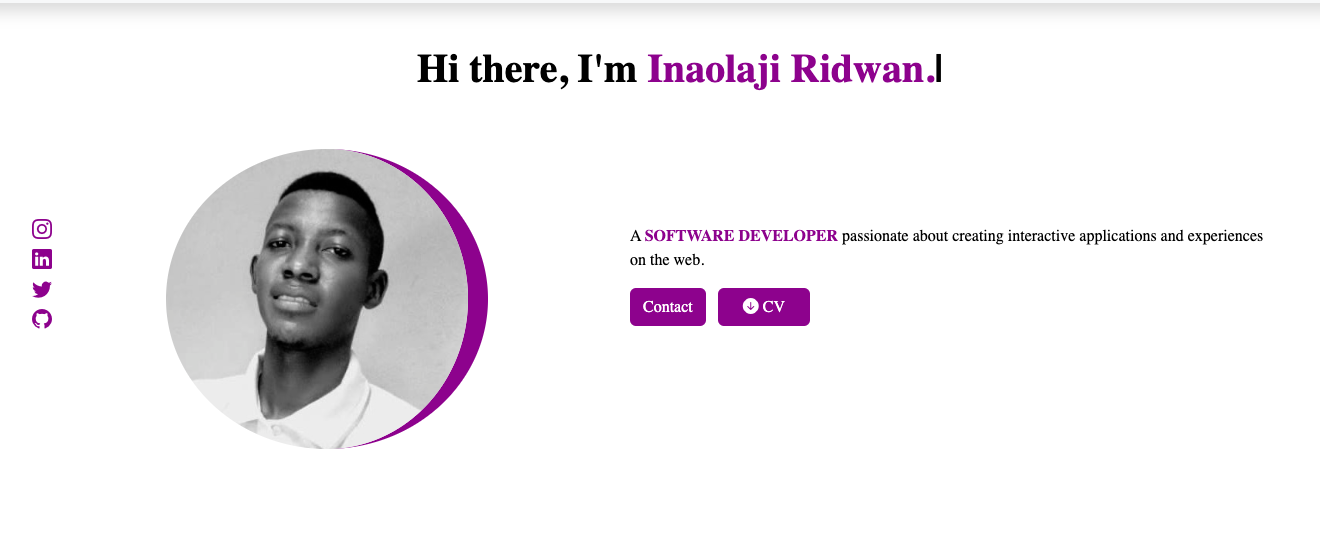 Hi there, I'm Inaolaji Ridwan.
A SOFTWARE DEVELOPER passionate about creating interactive applications and experiences
on the web.
Contact
CV